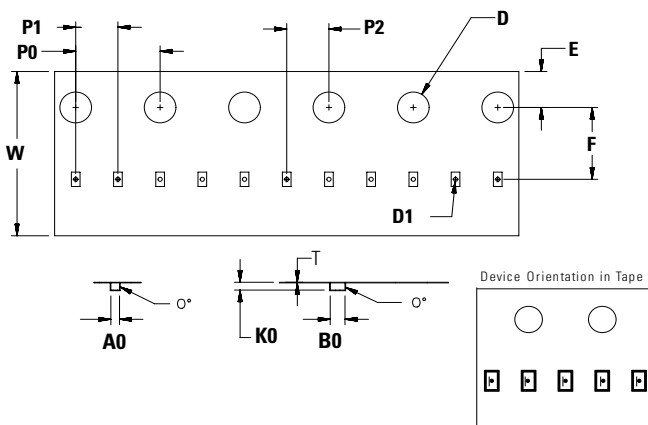 P1
P2
D
P0
E
W
F
D1
T
Device Orientation in Tape
O°
O°
K0
A0
B0